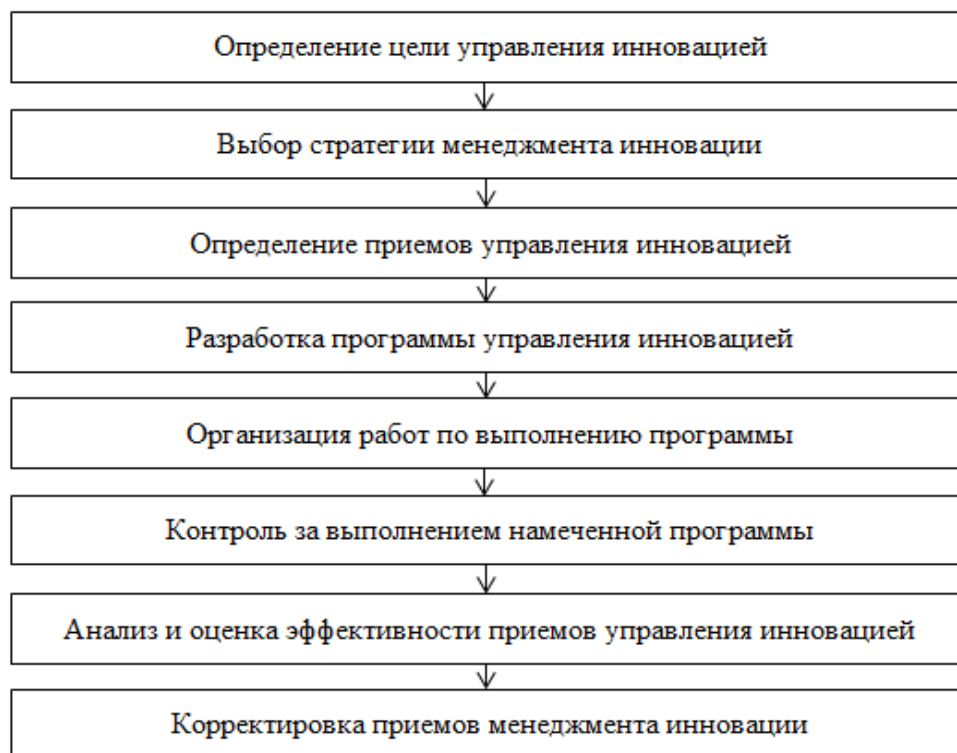 Определение цели управления инновацией
Выбор стратегии менеджмента инновации
Определение приемов управления инновацией
Разработка программы управления инновацией
Организация работ по выполнению программы
Контроль за выполнением намеченной программы
Анализ и оценка эффективности приемов управления инновацией
Корректировка приемов менеджмента инновации